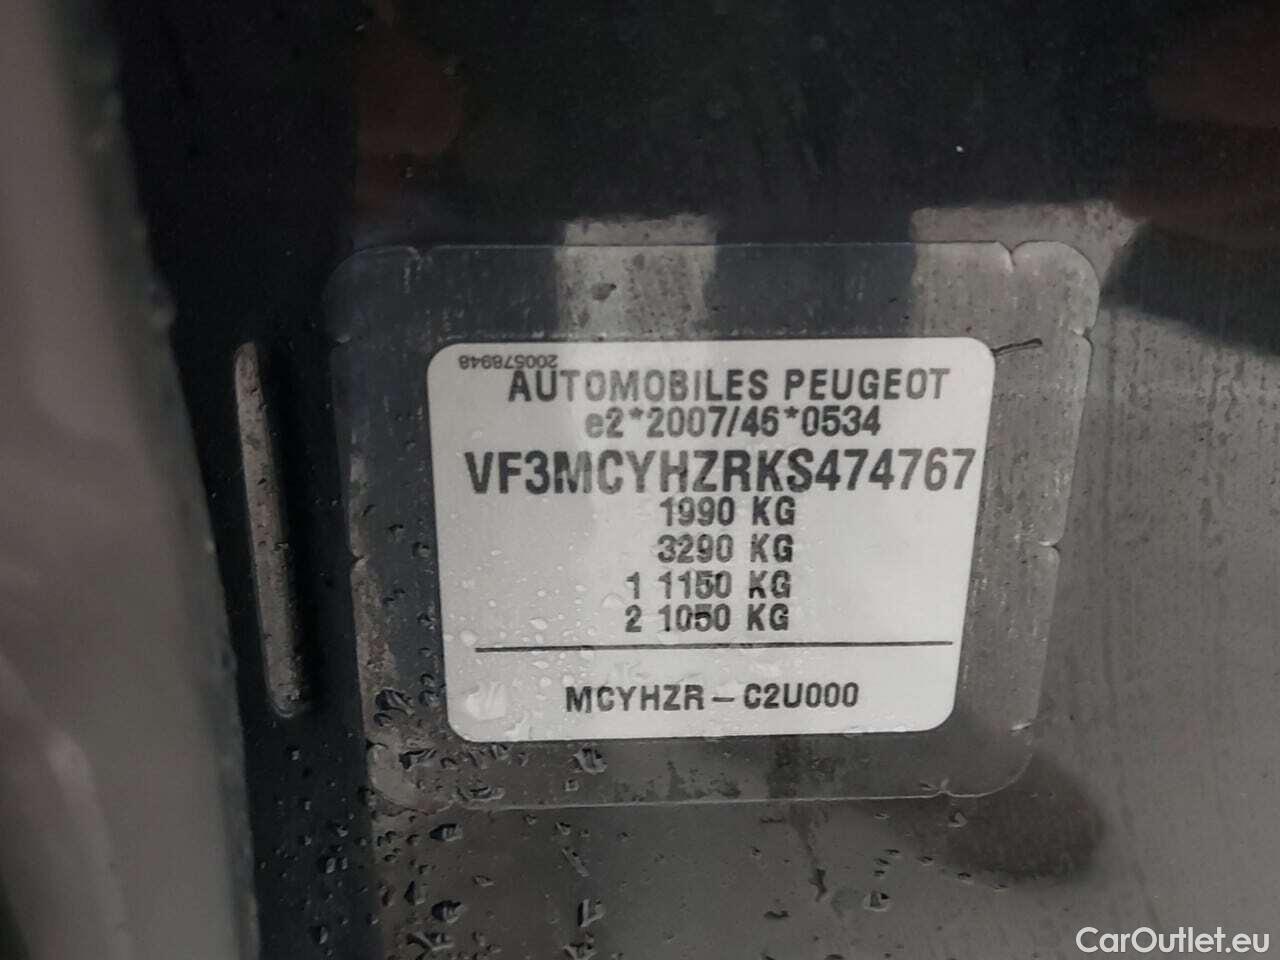 200578948
AUTOMOBILES PEUGEOT
e2*2007/46*0534
VF3MCYHZRKS474767
1990 KG
3290 KG
1 1150 KG
2 1050 KG
MCYHZR – C2U000
CarOutlet.eu